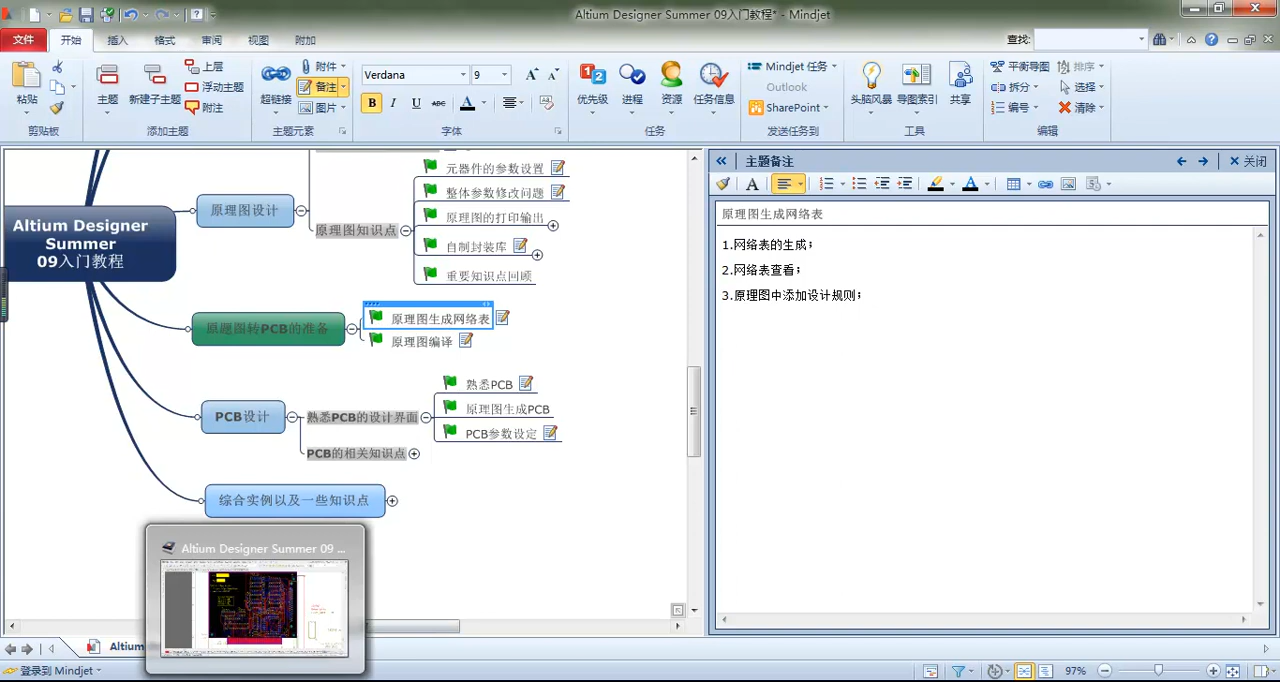 Altium Designer Summer 09入门教程* - Mindjet
文件 开始 插入 格式 审阅 视图 附加 查找:
粘贴
剪贴板
主题 新建子主题 上层 浮动主题 附注
添加主题
超链接 附件 备注 图片
主题元素
Verdana 9
B I U abc A
字体
优先级 进程 资源 任务信息
任务
Mindjet 任务
Outlook
SharePoint
发送任务到
头脑风暴 导图索引 共享
工具
平衡导图 排序
拆分 选择
编号 清除
编辑
元器件的参数设置
整体参数修改问题
原理图的打印输出
自制封装库
重要知识点回顾
原理图设计
原理图知识点
Altium Designer
Summer
09入门教程
原题图转PCB的准备
原理图生成网络表
原理图编译
PCB设计
熟悉PCB的设计界面
熟悉PCB
原理图生成PCB
PCB参数设定
PCB的相关知识点
综合实例以及一些知识点
主题备注 关闭
原理图生成网络表
1.网络表的生成;
2.网络表查看;
3.原理图中添加设计规则;
Altium Designer Summer 09 ...
Altium
登录到 Mindjet
97%